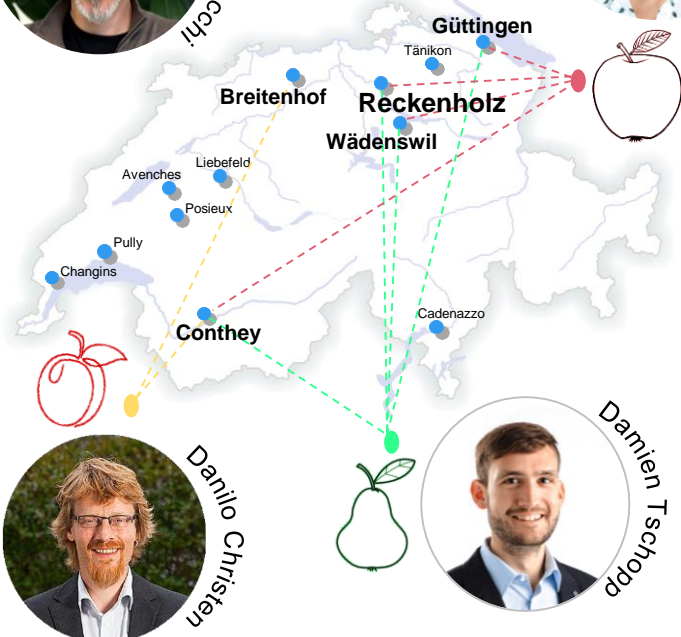 cchi
Güttingen
Tänikon
Breitenhof
Reckenholz
Wädenswil
Liebefeld
Avenches
Posieux
Pully
Changins
Cadenazzo
Conthey
Damien Tschopp
Danilo Christen